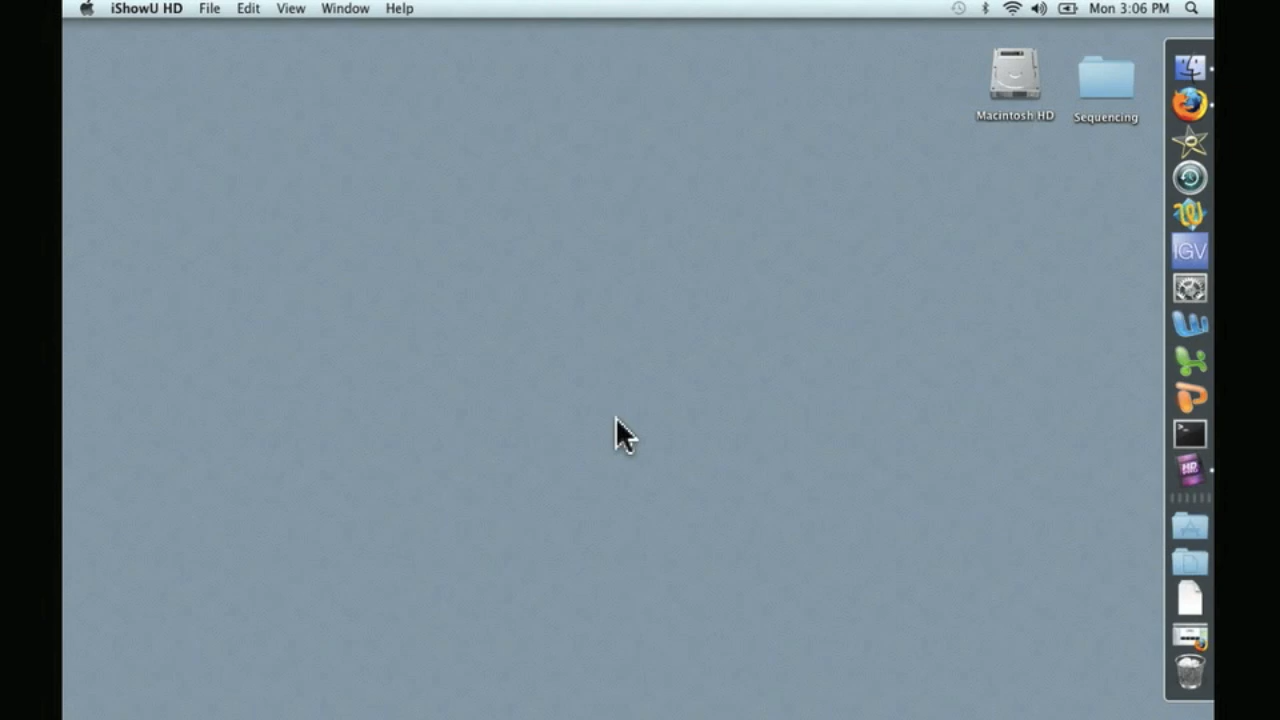 iShowU HD File Edit View Window Help Mon 3:06 PM
Macintosh HD
Sequencing
IGV
>_
HD